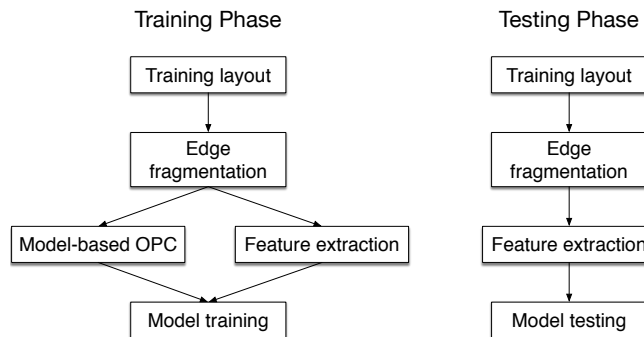 Training Phase
Training layout
Edge
fragmentation
Model-based OPC
Feature extraction
Model training
Testing Phase
Training layout
Edge
fragmentation
Feature extraction
Model testing